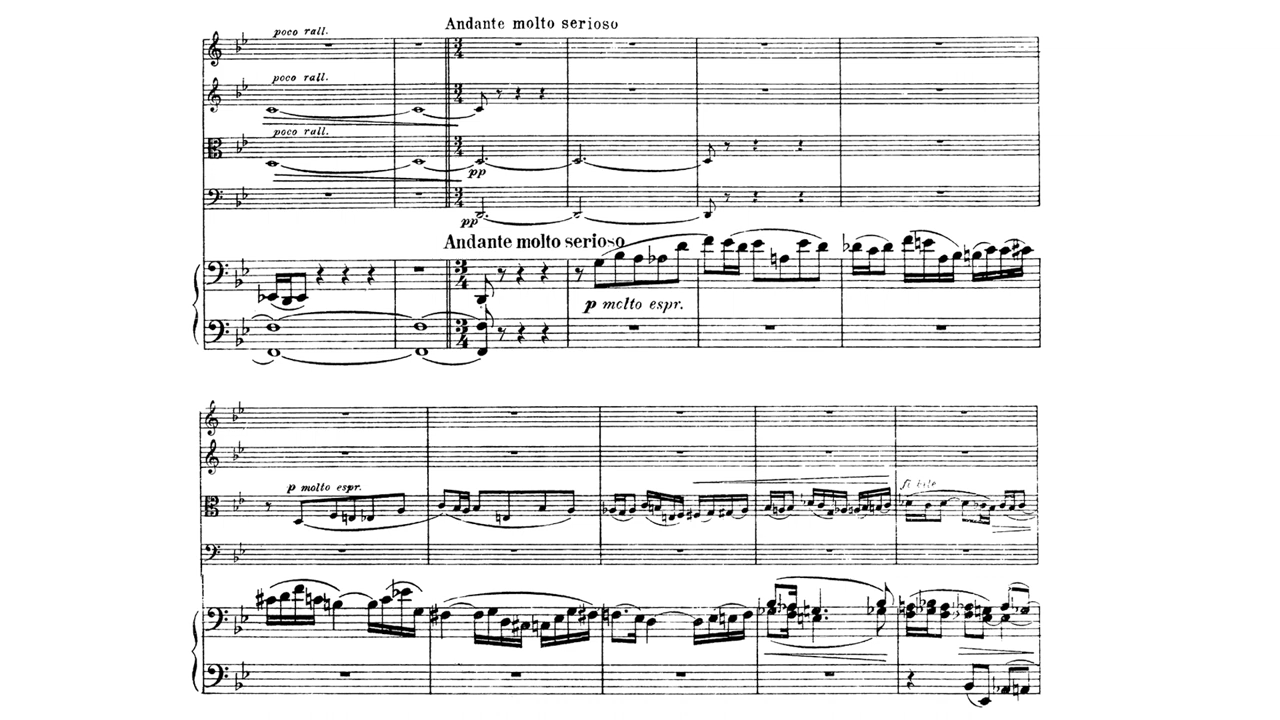 Andante molto serioso
poco rall.
poco rall.
poco rall.
pp
pp
Andante molto serioso
p molto espr.
p molto espr.